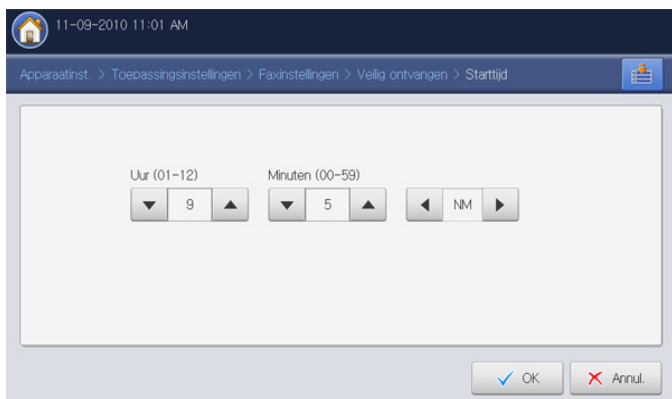 11-09-2010 11:01 AM
Apparaatinst. > Toepassingsinstellingen > Faxinstellingen > Veilig ontvangen > Starttijd
Uur (01-12) Minuten (00-59)
9 5 NM
OK Annul.